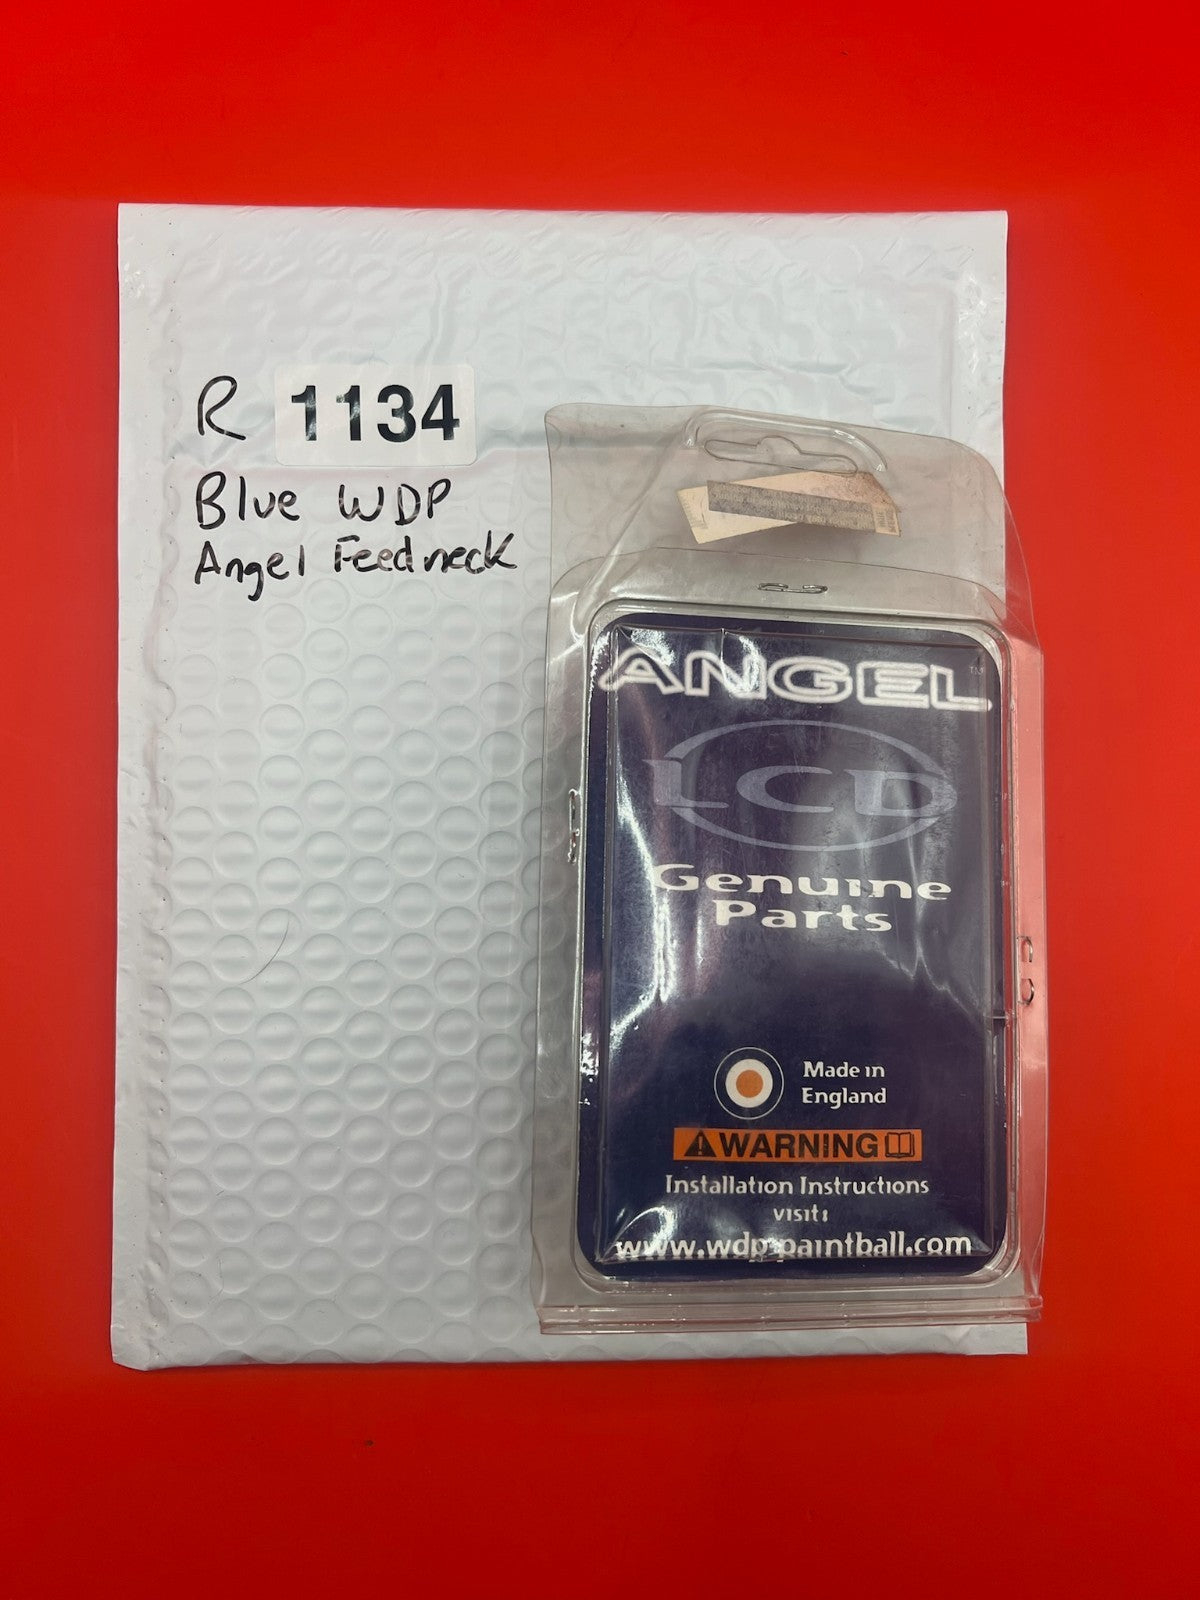 R 1134
Blue WDP
Angel Feedneck
ANGEL™
LCD
Genuine
Parts
Made in
England
WARNING
Installation Instructions
visit:
www.wdp-paintball.com